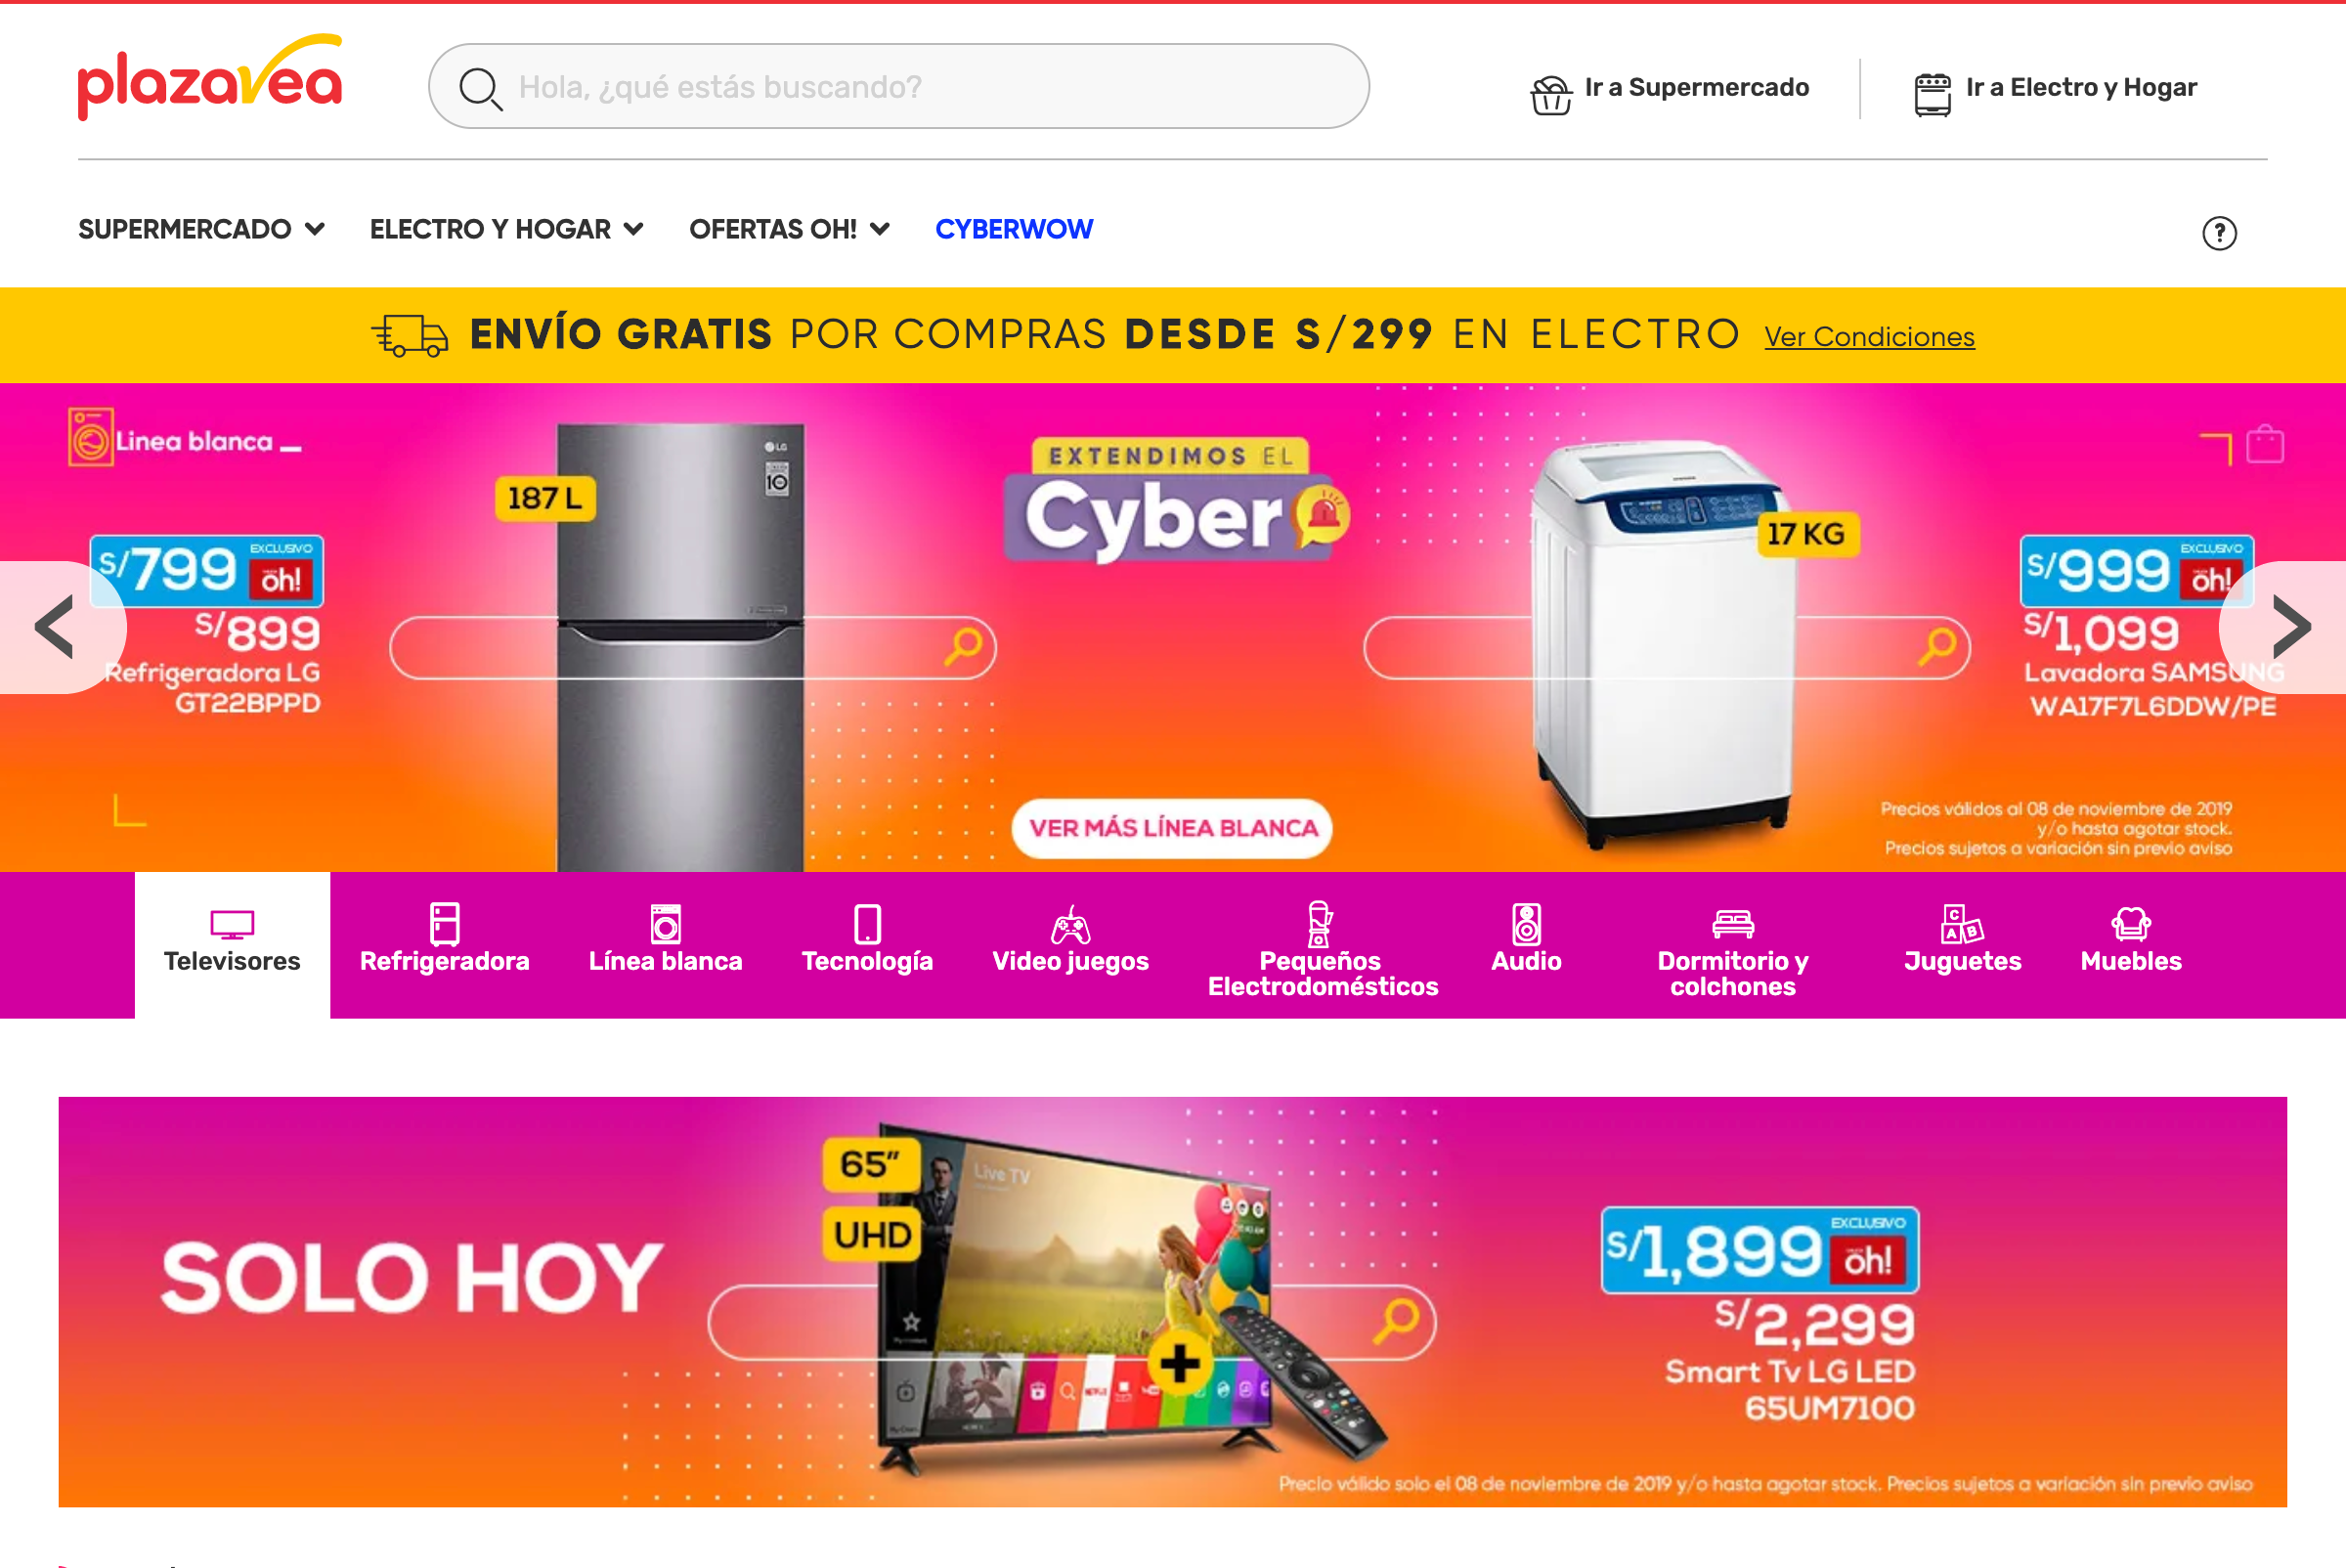 plazavea
Hola, ¿qué estás buscando?
Ir a Supermercado
Ir a Electro y Hogar
SUPERMERCADO
ELECTRO Y HOGAR
OFERTAS OH!
CYBERWOW
?
ENVÍO GRATIS POR COMPRAS DESDE S/299 EN ELECTRO Ver Condiciones
Linea blanca
187 L
LG
10
S/799 EXCLUSIVO oh!
S/899
Refrigeradora LG
GT22BPPD
EXTENDIMOS EL
Cyber
VER MÁS LÍNEA BLANCA
17 KG
S/999 EXCLUSIVO oh!
S/1,099
Lavadora SAMSUNG
WA17F7L6DDW/PE
Precios válidos al 08 de noviembre de 2019
y/o hasta agotar stock.
Precios sujetos a variación sin previo aviso
Televisores
Refrigeradora
Línea blanca
Tecnología
Video juegos
Pequeños
Electrodomésticos
Audio
Dormitorio y
colchones
Juguetes
Muebles
SOLO HOY
65"
UHD
Live TV
S/1,899 EXCLUSIVO oh!
S/2,299
Smart Tv LG LED
65UM7100
Precio válido solo el 08 de noviembre de 2019 y/o hasta agotar stock. Precios sujetos a variación sin previo aviso